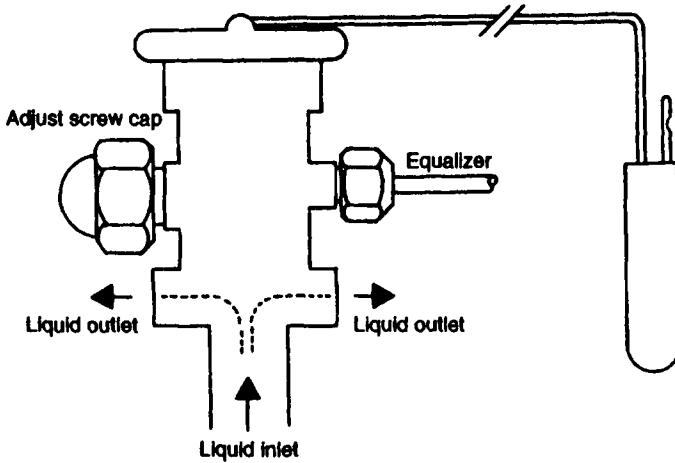 Adjust screw cap
Equalizer
Liquid outlet
Liquid outlet
Liquid inlet